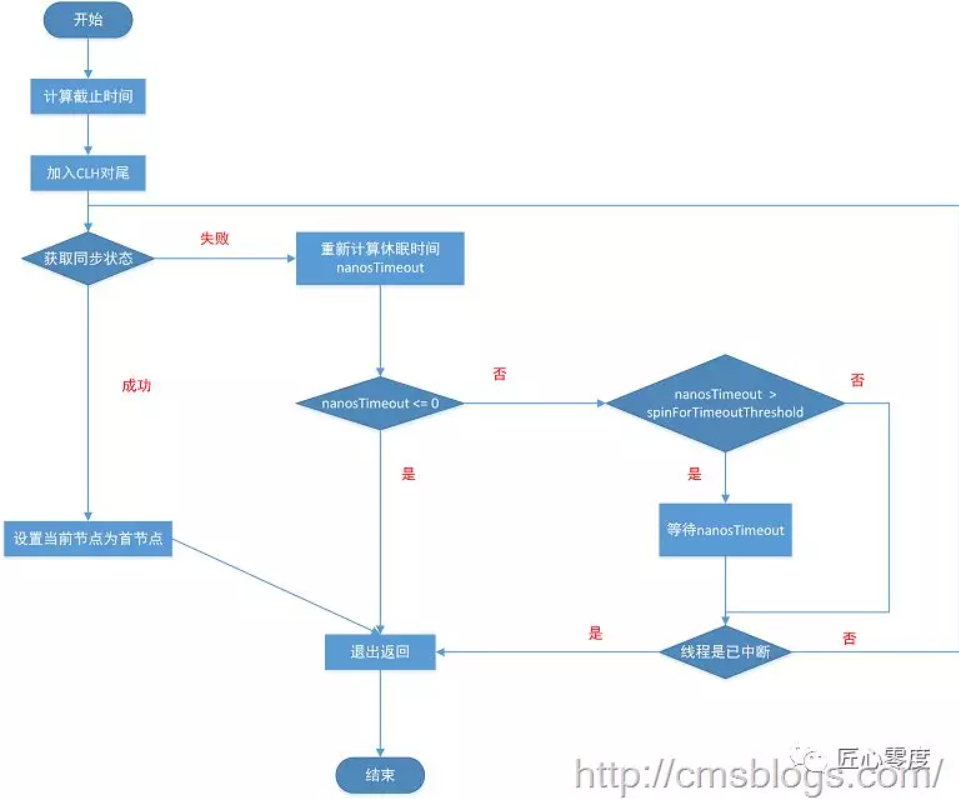 开始
计算截止时间
加入CLH对尾
获取同步状态
失败
重新计算休眠时间
nanosTimeout
成功
nanosTimeout <= 0
否
nanosTimeout >
spinForTimeoutThreshold
否
是
是
等待nanosTimeout
设置当前节点为首节点
退出返回
是
线程是已中断
否
结束
匠心零度
http://cmsblogs.com/